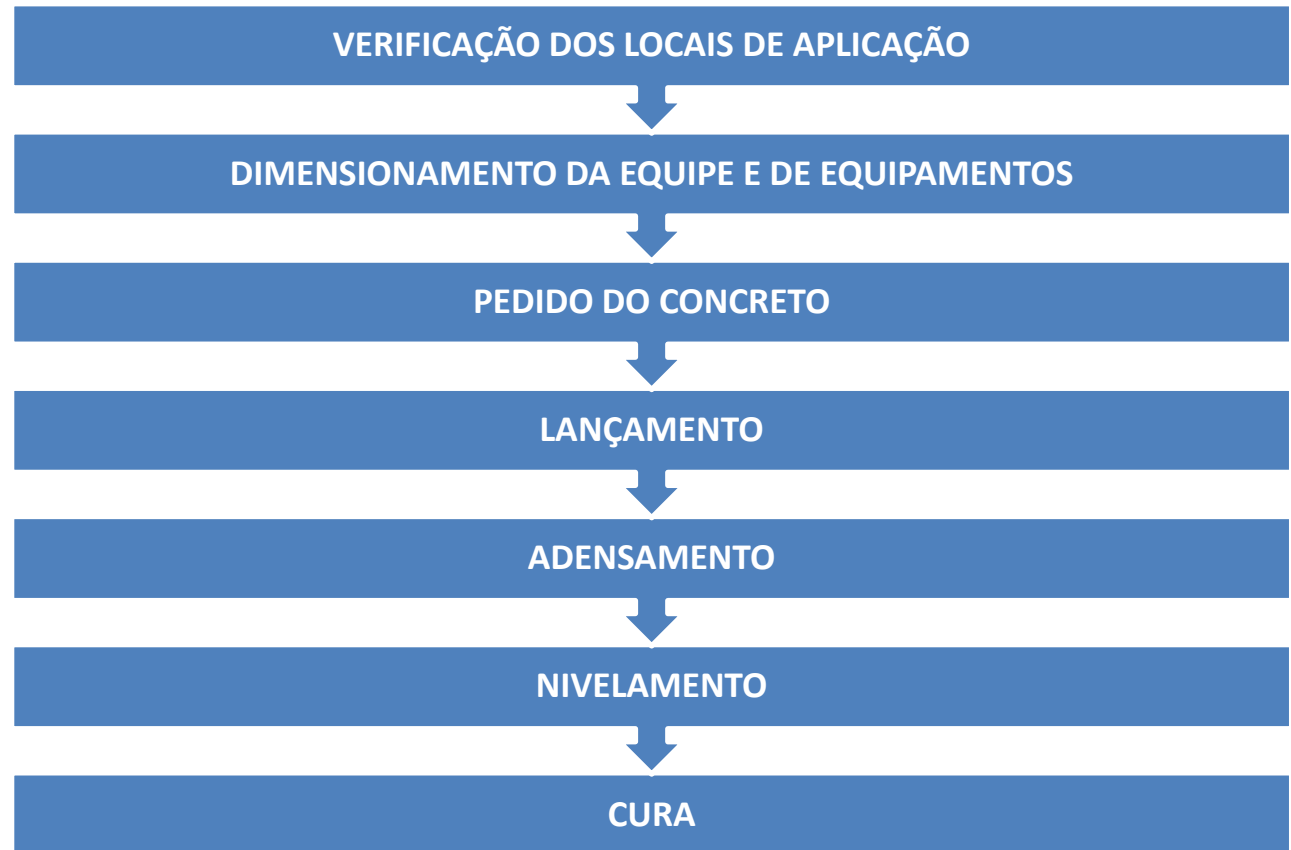 VERIFICAÇÃO DOS LOCAIS DE APLICAÇÃO
DIMENSIONAMENTO DA EQUIPE E DE EQUIPAMENTOS
PEDIDO DO CONCRETO
LANÇAMENTO
ADENSAMENTO
NIVELAMENTO
CURA